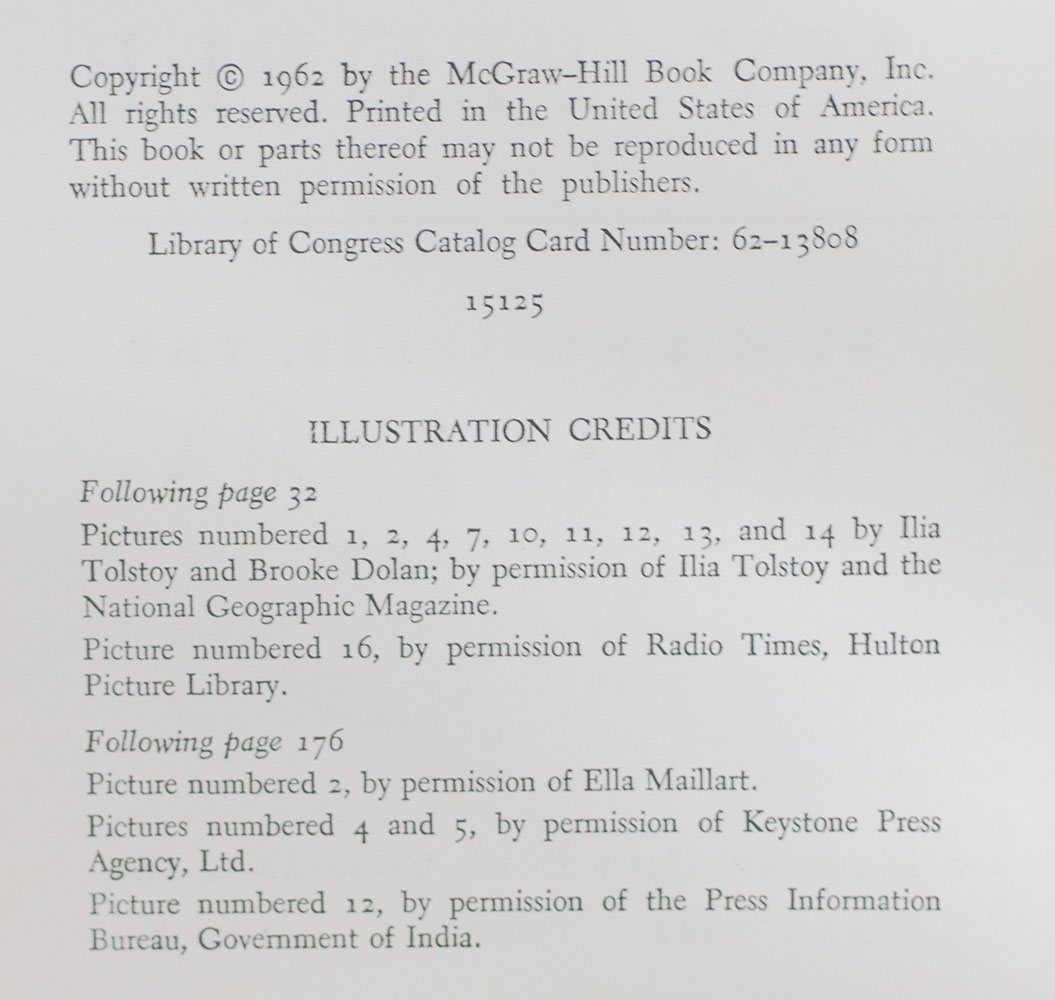 Copyright © 1962 by the McGraw-Hill Book Company, Inc.
All rights reserved. Printed in the United States of America.
This book or parts thereof may not be reproduced in any form
without written permission of the publishers.
Library of Congress Catalog Card Number: 62-13808
15125
ILLUSTRATION CREDITS
Following page 32
Pictures numbered 1, 2, 4, 7, 10, 11, 12, 13, and 14 by Ilia
Tolstoy and Brooke Dolan; by permission of Ilia Tolstoy and the
National Geographic Magazine.
Picture numbered 16, by permission of Radio Times, Hulton
Picture Library.
Following page 176
Picture numbered 2, by permission of Ella Maillart.
Pictures numbered 4 and 5, by permission of Keystone Press
Agency, Ltd.
Picture numbered 12, by permission of the Press Information
Bureau, Government of India.